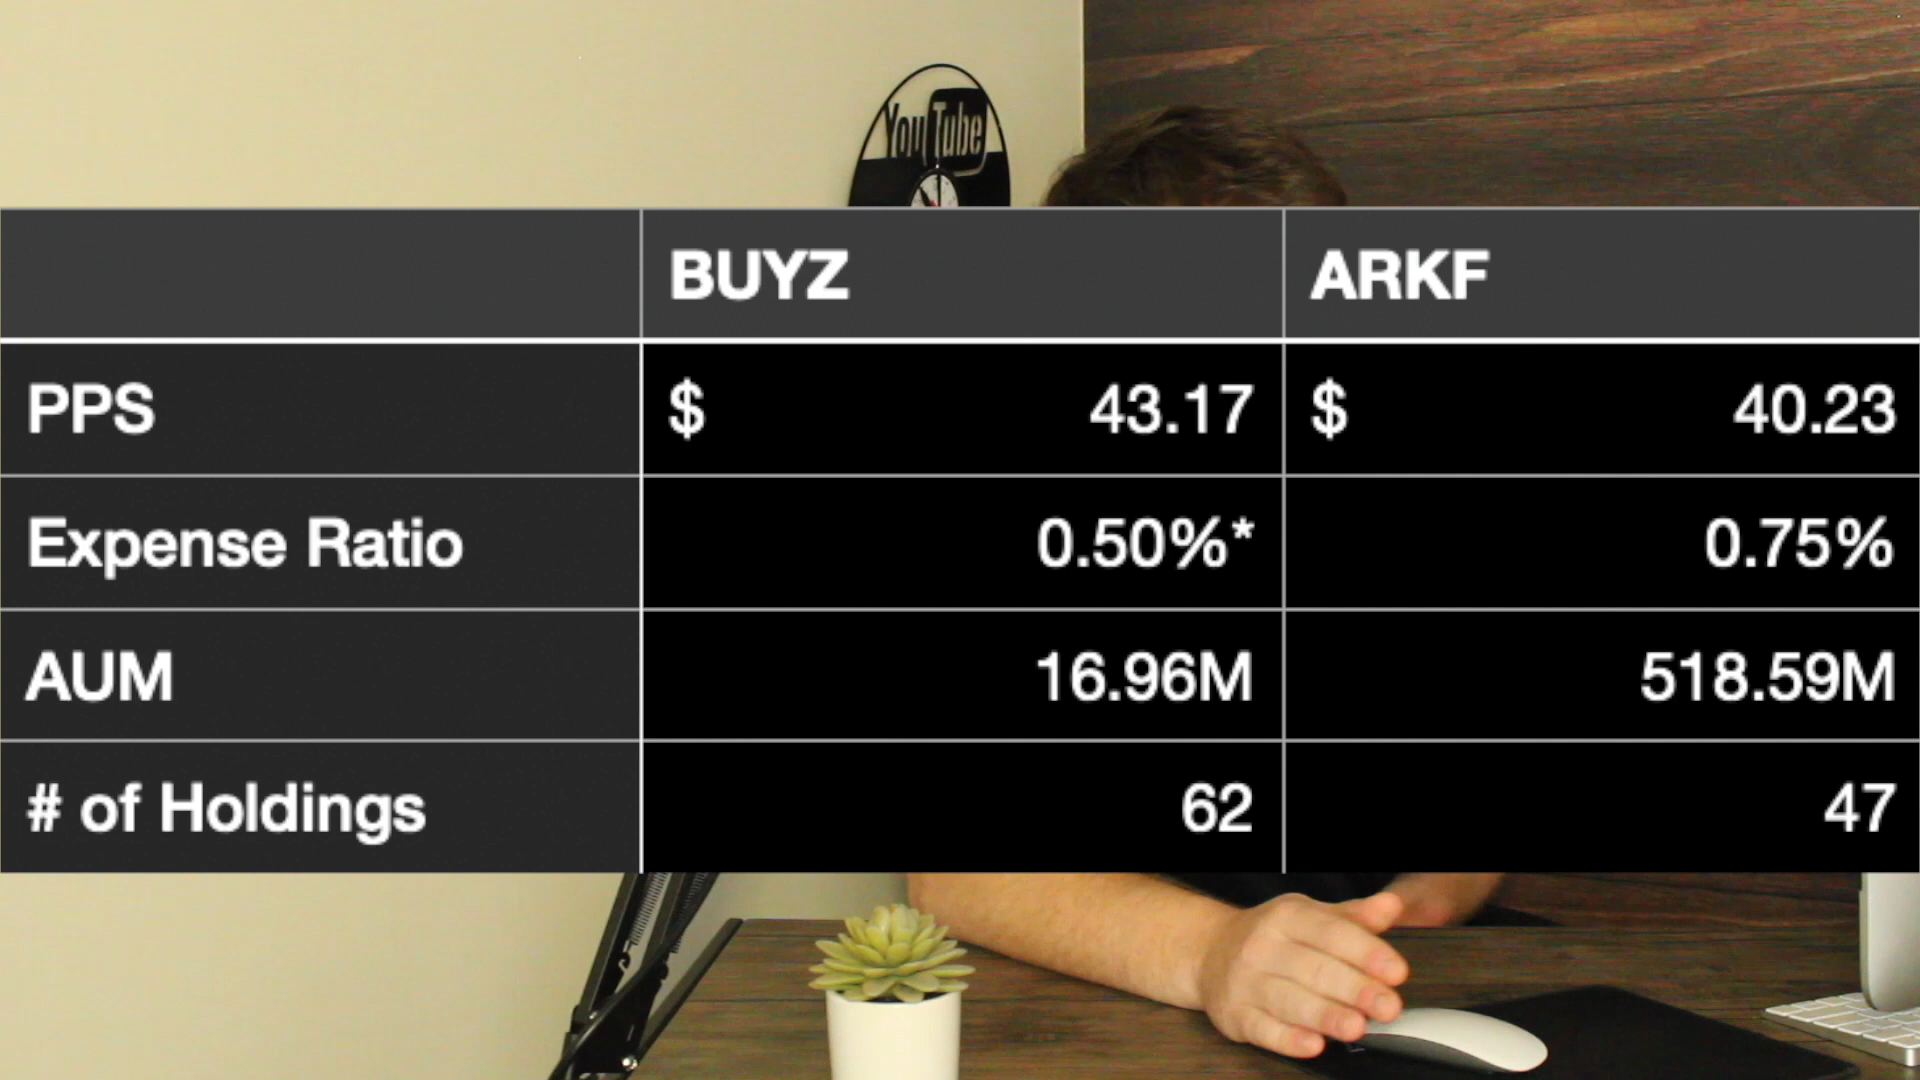 YouTube
BUYZ ARKF
PPS $ 43.17 $ 40.23
Expense Ratio 0.50%* 0.75%
AUM 16.96M 518.59M
# of Holdings 62 47